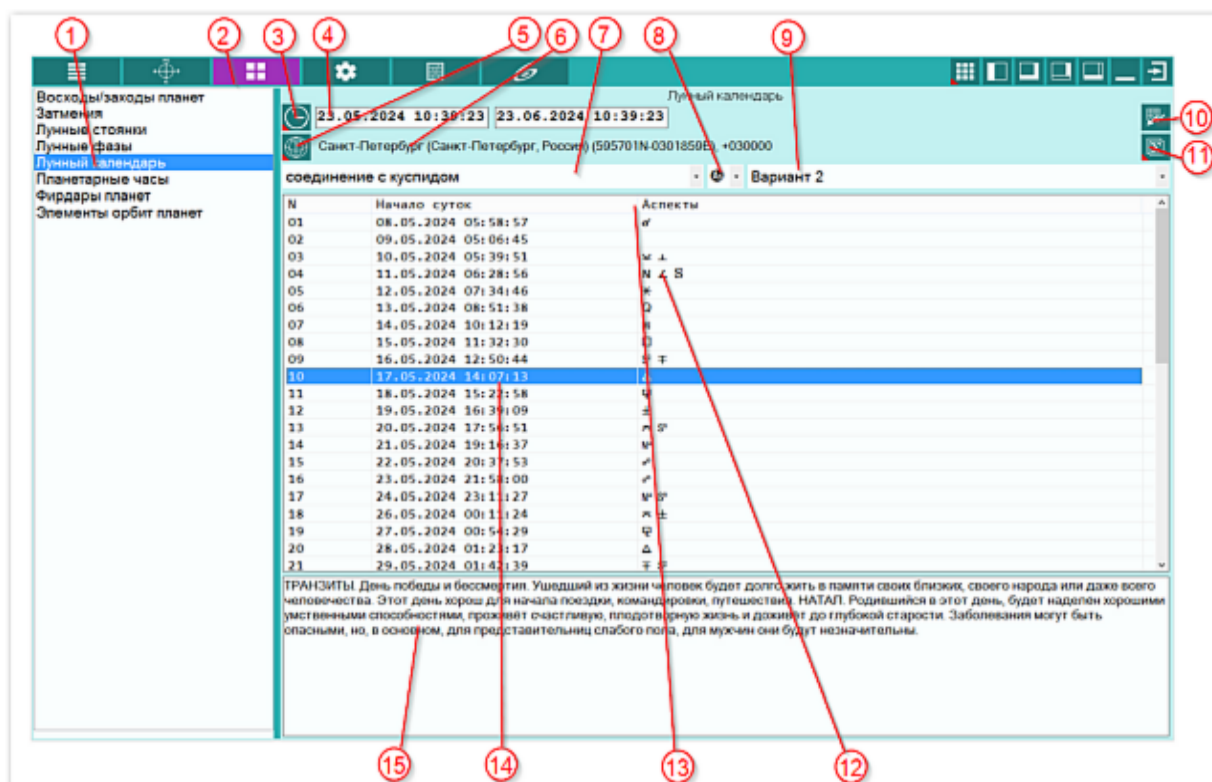 1 2 3 4 5 6 7 8 9
Восходы/заходы планет
Затмения
Лунные стоянки
Лунные фазы
Лунный календарь
Планетарные часы
Фирдары планет
Элементы орбит планет
Лунный календарь
23.05.2024 10:39:23 23.06.2024 10:39:23
10
Санкт-Петербург (Санкт-Петербург, Россия) (595701N-0301859E), +030000
11
соединение с куспидом Вариант 2
N Начало суток Аспекты
01 08.05.2024 05:58:57
02 09.05.2024 05:06:45
03 10.05.2024 05:39:51
04 11.05.2024 06:28:56
05 12.05.2024 07:34:46
06 13.05.2024 08:51:38
07 14.05.2024 10:12:19
08 15.05.2024 11:32:30
09 16.05.2024 12:50:44
10 17.05.2024 14:07:13
11 18.05.2024 15:22:58
12 19.05.2024 16:39:09
13 20.05.2024 17:56:51
14 21.05.2024 19:16:37
15 22.05.2024 20:37:53
16 23.05.2024 21:58:00
17 24.05.2024 23:11:27
18 26.05.2024 00:11:24
19 27.05.2024 00:54:29
20 28.05.2024 01:23:17
21 29.05.2024 01:42:39
ТРАНЗИТЫ. День победы и бессмертия. Ушедший из жизни человек будет долго жить в памяти своих близких, своего народа или даже всего
человечества. Этот день хорош для начала поездки, командировки, путешествия. НАТАЛ. Родившийся в этот день, будет наделён хорошими
умственными способностями, проживёт счастливую, плодотворную жизнь и доживёт до глубокой старости. Заболевания могут быть
опасными, но, в основном, для представительниц слабого пола, для мужчин они будут незначительны.
15 14 13 12